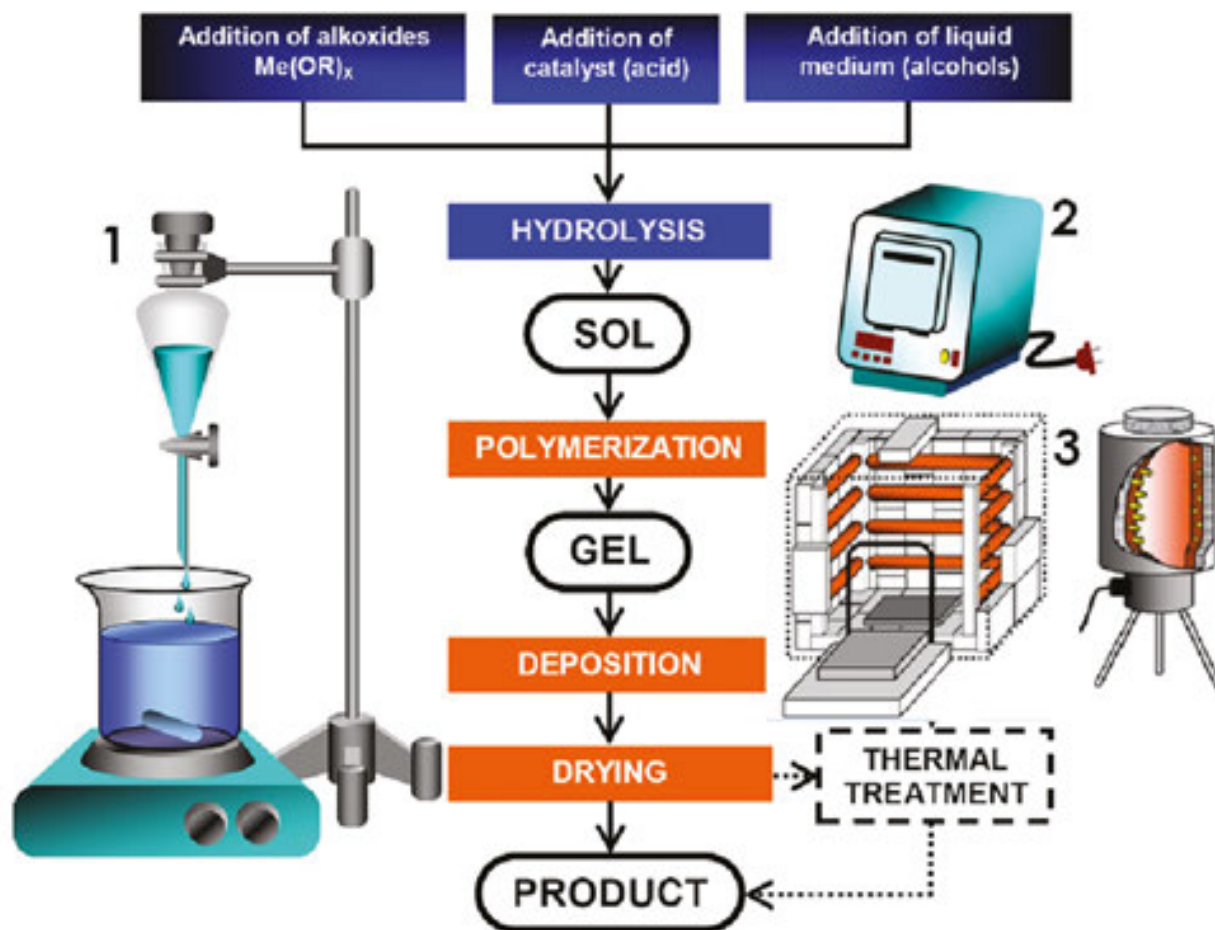 Addition of alkoxides
Me(OR)ₓ
Addition of
catalyst (acid)
Addition of liquid
medium (alcohols)
HYDROLYSIS
1
2
SOL
POLYMERIZATION
3
GEL
DEPOSITION
DRYING
THERMAL
TREATMENT
PRODUCT